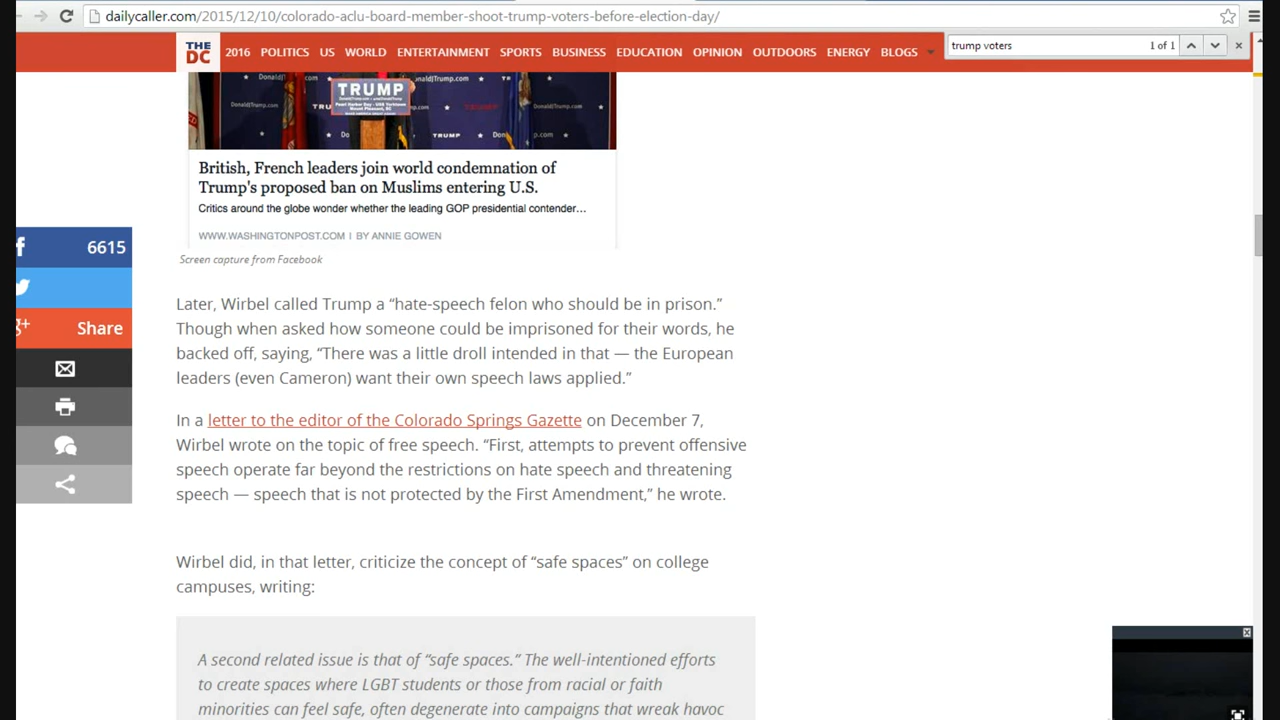 dailycaller.com/2015/12/10/colorado-aclu-board-member-shoot-trump-voters-before-election-day/
THE DC 2016 POLITICS US WORLD ENTERTAINMENT SPORTS BUSINESS EDUCATION OPINION OUTDOORS ENERGY BLOGS
trump voters 1 of 1
TRUMP
British, French leaders join world condemnation of
Trump's proposed ban on Muslims entering U.S.
Critics around the globe wonder whether the leading GOP presidential contender...
WWW.WASHINGTONPOST.COM | BY ANNIE GOWEN
Screen capture from Facebook
6615
Share
Later, Wirbel called Trump a “hate-speech felon who should be in prison.”
Though when asked how someone could be imprisoned for their words, he
backed off, saying, “There was a little droll intended in that — the European
leaders (even Cameron) want their own speech laws applied.”
In a letter to the editor of the Colorado Springs Gazette on December 7,
Wirbel wrote on the topic of free speech. “First, attempts to prevent offensive
speech operate far beyond the restrictions on hate speech and threatening
speech — speech that is not protected by the First Amendment,” he wrote.
Wirbel did, in that letter, criticize the concept of “safe spaces” on college
campuses, writing:
A second related issue is that of “safe spaces.” The well-intentioned efforts
to create spaces where LGBT students or those from racial or faith
minorities can feel safe, often degenerate into campaigns that wreak havoc